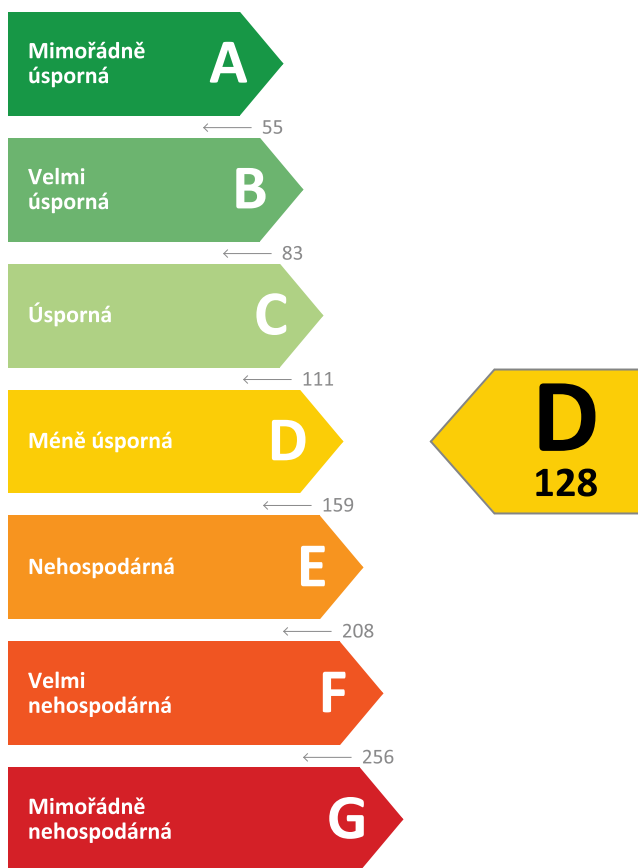 Mimořádně
úsporná
A
55
Velmi
úsporná
B
83
Úsporná
C
111
Méně úsporná
D
D
128
159
Nehospodárná
E
208
Velmi
nehospodárná
F
256
Mimořádně
nehospodárná
G